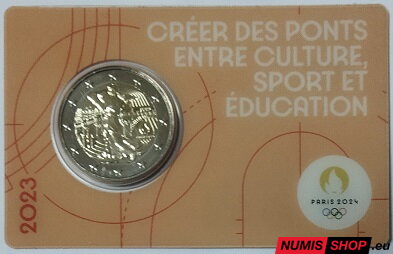 CRÉER DES PONTS
ENTRE CULTURE,
SPORT ET
ÉDUCATION
2023
PARIS 2024
NUMIS SHOP.eu